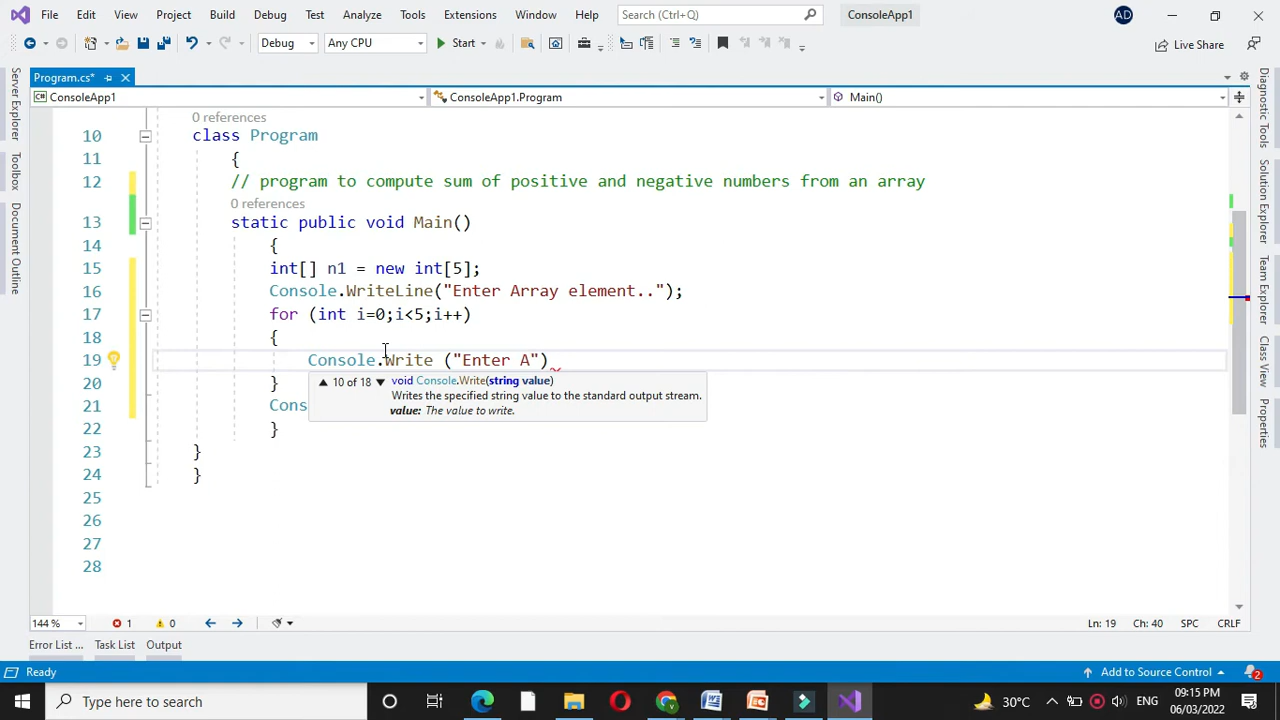 File Edit View Project Build Debug Test Analyze Tools Extensions Window Help Search (Ctrl+Q) ConsoleApp1 AD
Debug Any CPU Start Live Share
Program.cs*
ConsoleApp1 ConsoleApp1.Program Main()
0 references
10 class Program
11 {
12 // program to compute sum of positive and negative numbers from an array
0 references
13 static public void Main()
14 {
15 int[] n1 = new int[5];
16 Console.WriteLine("Enter Array element..");
17 for (int i=0;i<5;i++)
18 {
19 Console.Write ("Enter A")
20 }
21 Cons
22 }
23 }
24 }
25
26
27
28
10 of 18 void Console.Write(string value)
Writes the specified string value to the standard output stream.
value: The value to write.
Server Explorer
Toolbox
Document Outline
Diagnostic Tools
Solution Explorer
Team Explorer
Class View
Properties
144 % 1 0 Ln: 19 Ch: 40 SPC CRLF
Error List ... Task List Output
Ready Add to Source Control 2
Type here to search 30°C 09:15 PM
06/03/2022